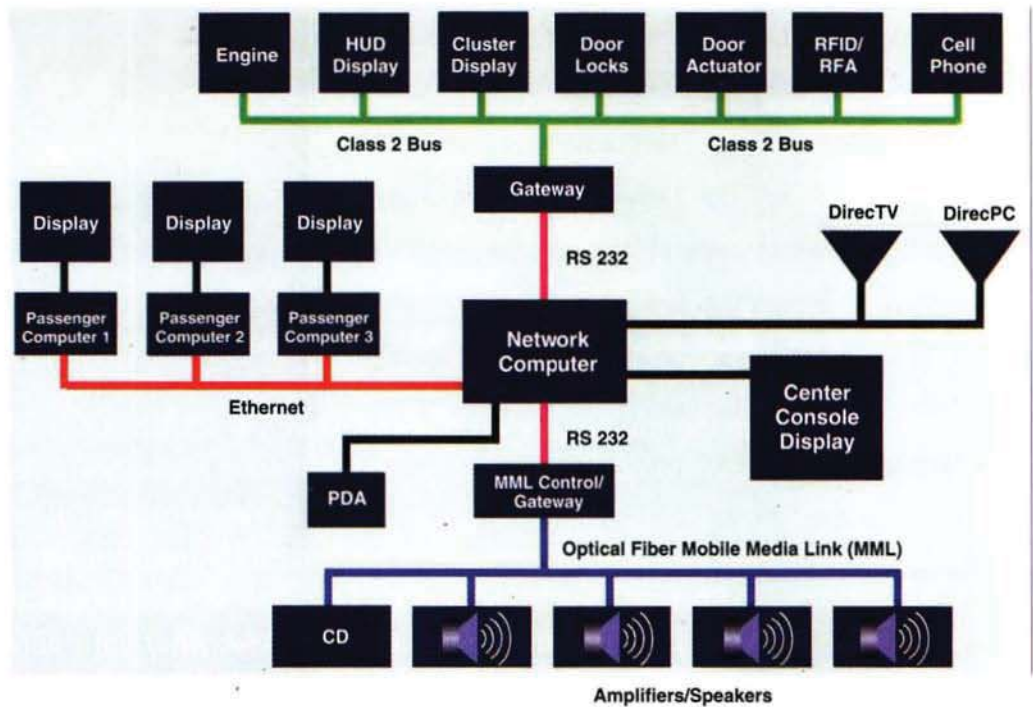 Engine
HUD
Display
Cluster
Display
Door
Locks
Door
Actuator
RFID/
RFA
Cell
Phone
Class 2 Bus
Class 2 Bus
Gateway
Display
Display
Display
DirecTV
DirecPC
RS 232
Passenger
Computer 1
Passenger
Computer 2
Passenger
Computer 3
Network
Computer
Ethernet
Center
Console
Display
RS 232
PDA
MML Control/
Gateway
Optical Fiber Mobile Media Link (MML)
CD
Amplifiers/Speakers